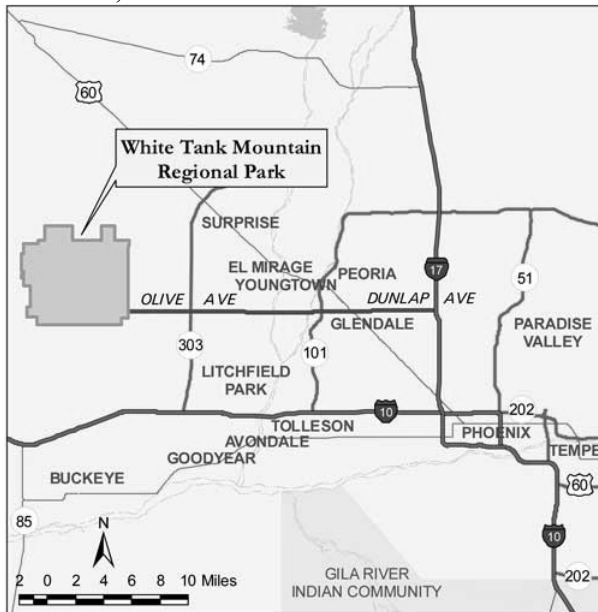 74
60
White Tank Mountain
Regional Park
SURPRISE
EL MIRAGE
YOUNGTOWN
PEORIA
17
51
OLIVE AVE
DUNLAP AVE
GLENDALE
PARADISE
VALLEY
303
101
LITCHFIELD
PARK
10
202
TOLLESON
PHOENIX
AVONDALE
TEMPE
GOODYEAR
BUCKEYE
60
85
N
10
2 0 2 4 6 8 10 Miles
202
GILA RIVER
INDIAN COMMUNITY